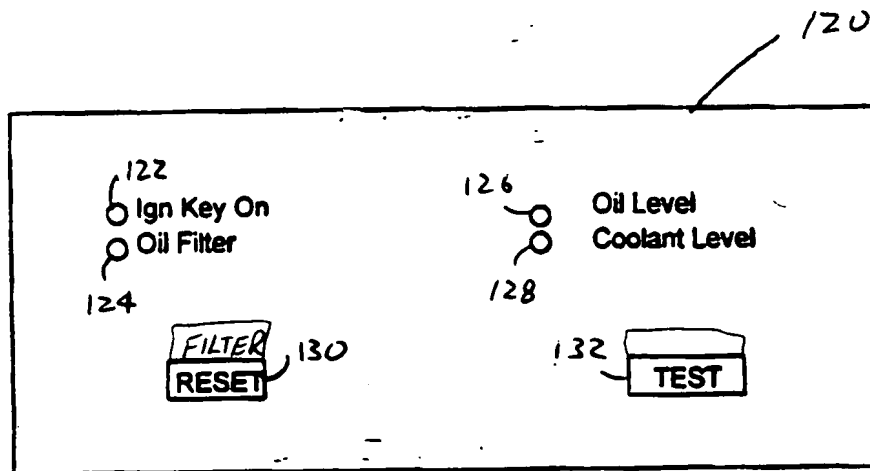 120
122
Ign Key On
Oil Filter
124
126
Oil Level
Coolant Level
128
FILTER
RESET
130
132
TEST